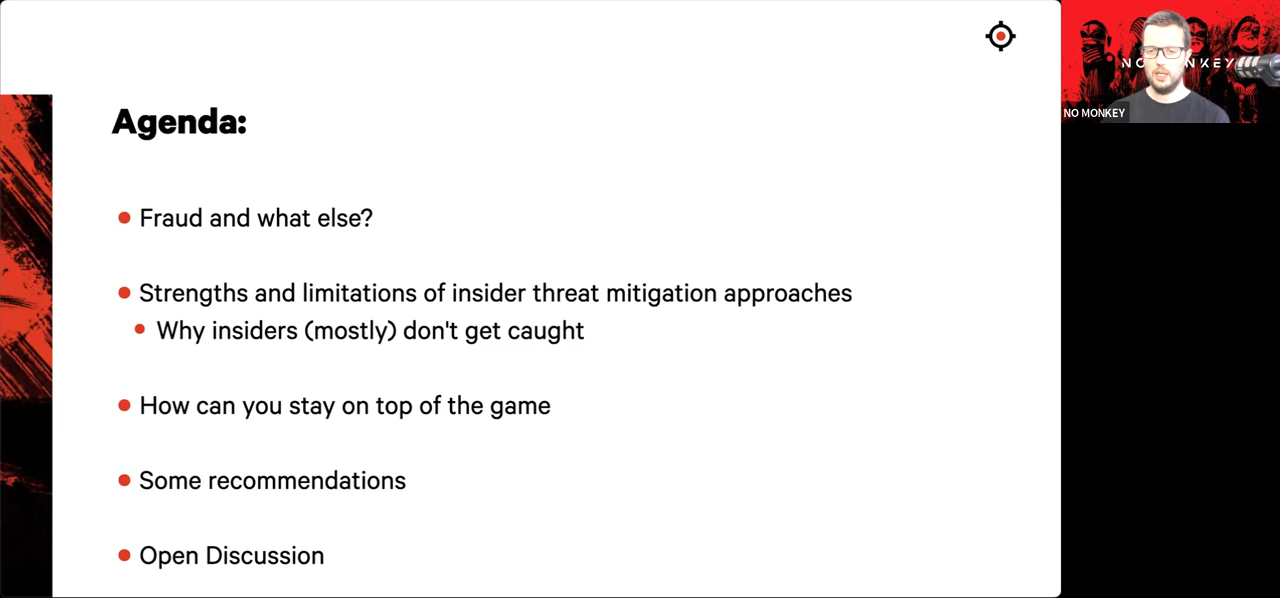 Agenda:
Fraud and what else?
Strengths and limitations of insider threat mitigation approaches
Why insiders (mostly) don't get caught
How can you stay on top of the game
Some recommendations
Open Discussion
NO MONKEY